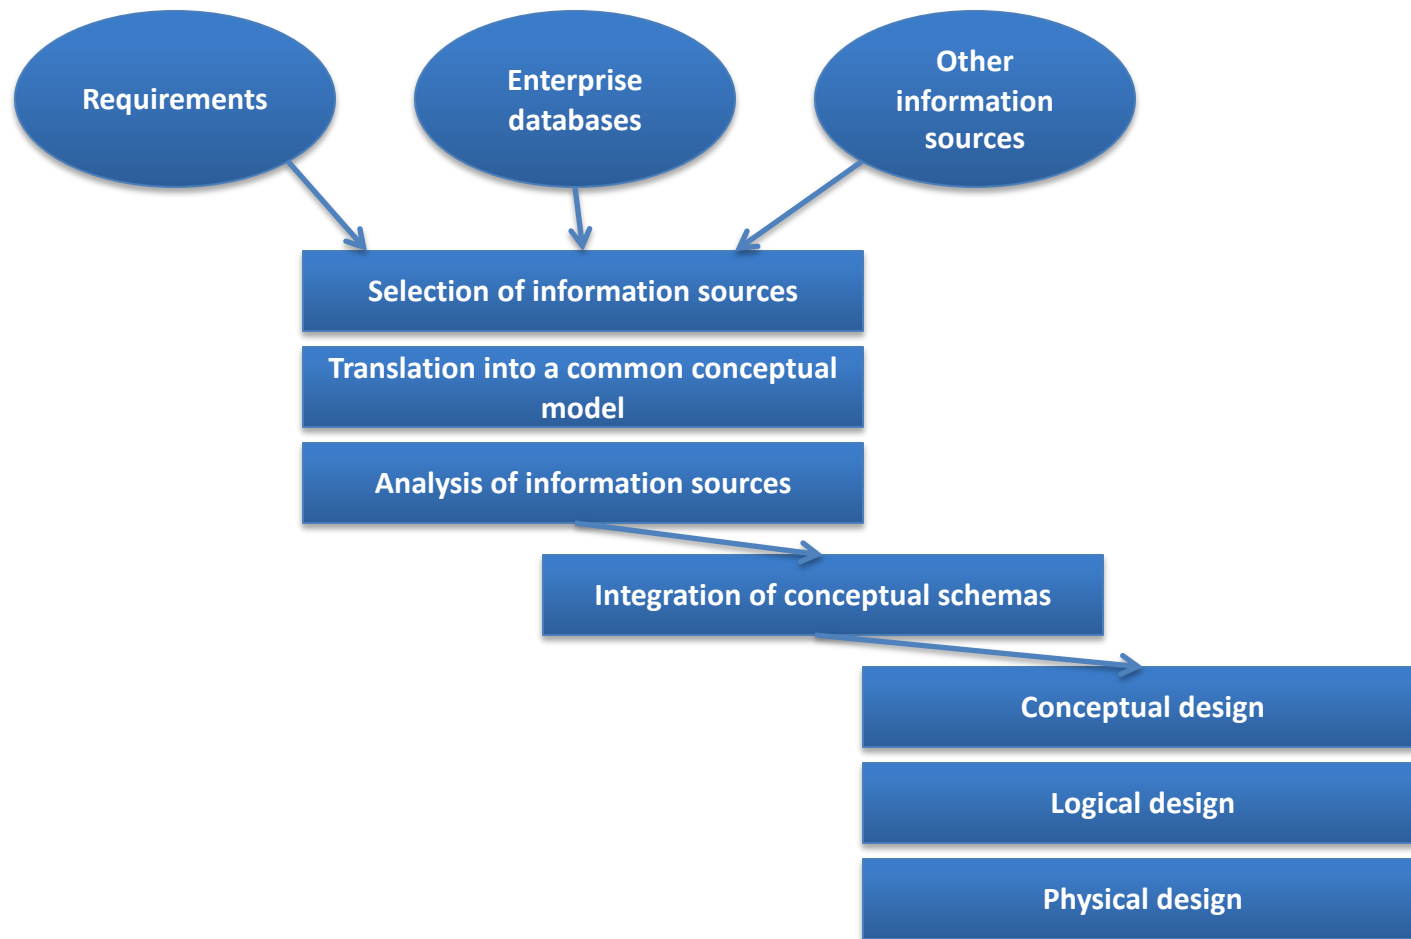 Requirements
Enterprise
databases
Other
information
sources
Selection of information sources
Translation into a common conceptual
model
Analysis of information sources
Integration of conceptual schemas
Conceptual design
Logical design
Physical design